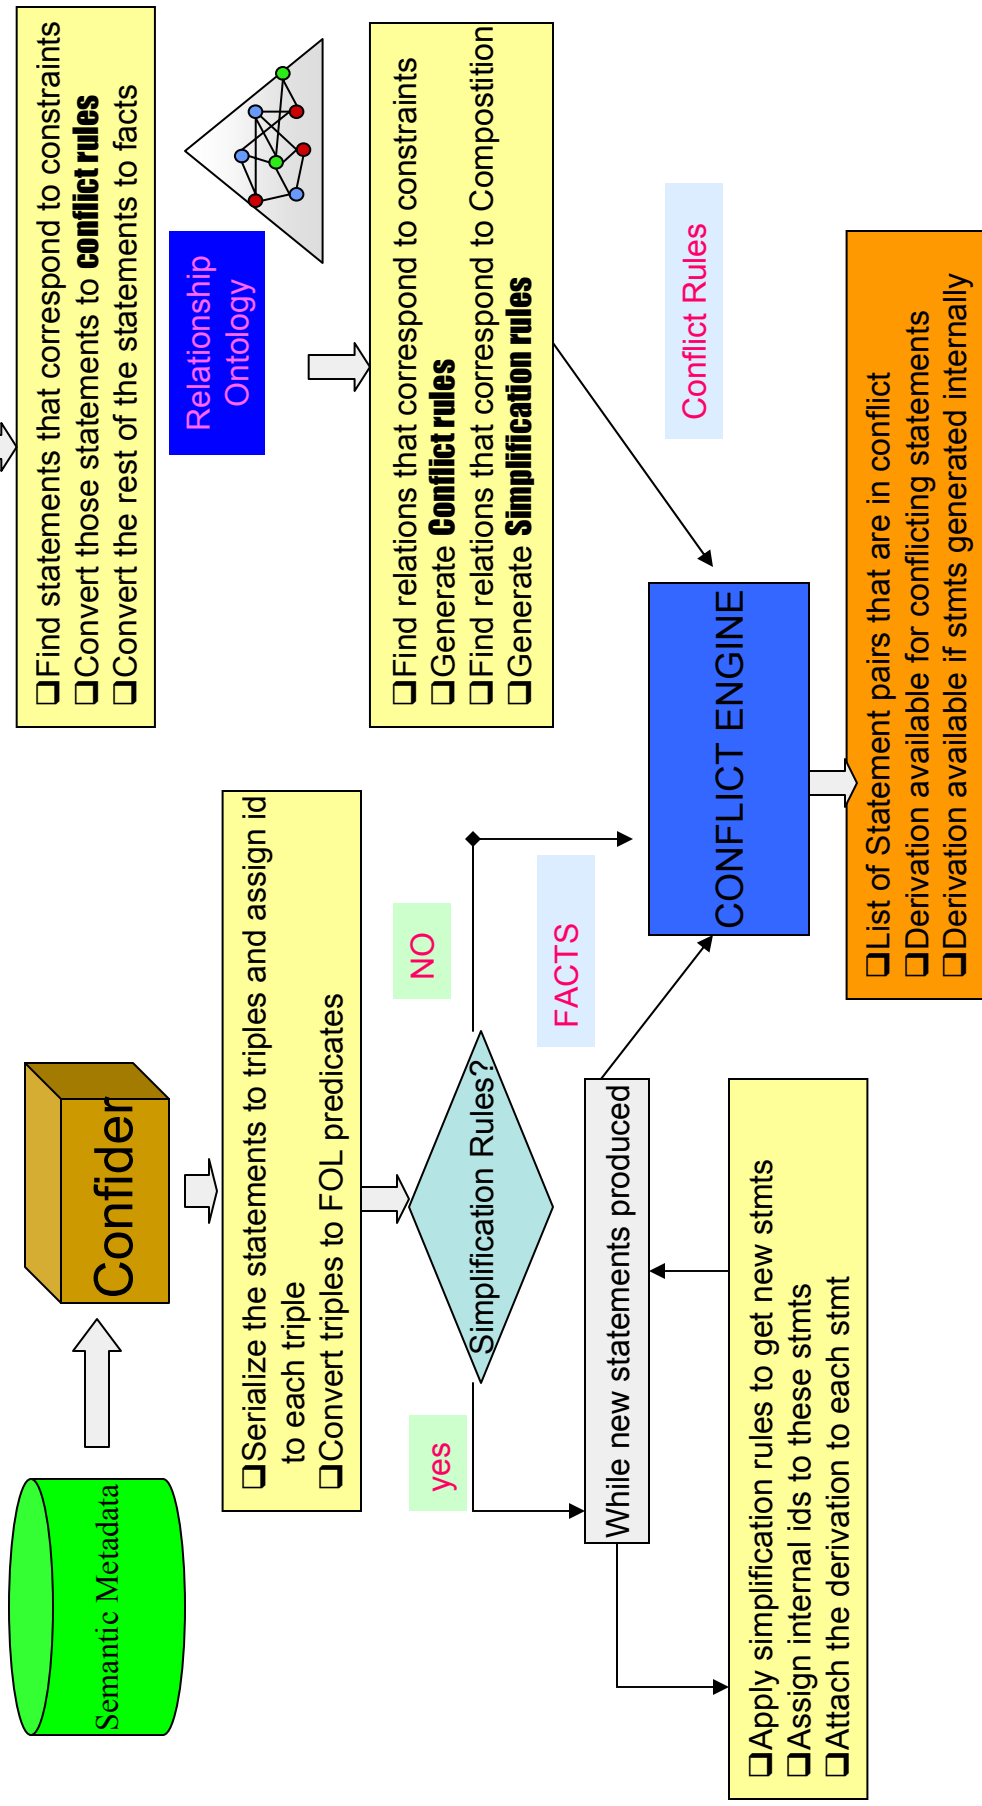 Semantic Metadata
Confider
❑Find statements that correspond to constraints
❑Convert those statements to conflict rules
❑Convert the rest of the statements to facts
Relationship
Ontology
❑Serialize the statements to triples and assign id
to each triple
❑Convert triples to FOL predicates
❑Find relations that correspond to constraints
❑Generate Conflict rules
❑Find relations that correspond to Compostition
❑Generate Simplification rules
yes
Simplification Rules?
NO
FACTS
Conflict Rules
While new statements produced
CONFLICT ENGINE
❑Apply simplification rules to get new stmts
❑Assign internal ids to these stmts
❑Attach the derivation to each stmt
❑List of Statement pairs that are in conflict
❑Derivation available for conflicting statements
❑Derivation available if stmts generated internally